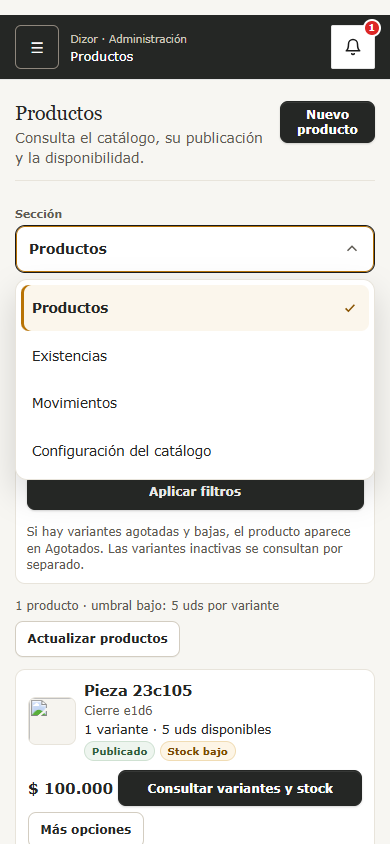 Dizor · Administración
Productos
1
Productos
Consulta el catálogo, su publicación
y la disponibilidad.
Nuevo
producto
Sección
Productos
Productos
Existencias
Movimientos
Configuración del catálogo
Aplicar filtros
Si hay variantes agotadas y bajas, el producto aparece
en Agotados. Las variantes inactivas se consultan por
separado.
1 producto · umbral bajo: 5 uds por variante
Actualizar productos
Pieza 23c105
Cierre e1d6
1 variante · 5 uds disponibles
Publicado
Stock bajo
$ 100.000
Consultar variantes y stock
Más opciones